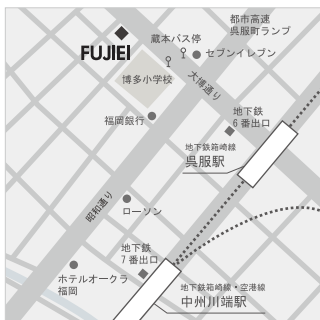 都市高速
呉服町ランプ
蔵本バス停
セブンイレブン
FUJIEI
博多小学校
大博通り
福岡銀行
地下鉄
6番出口
地下鉄箱崎線
呉服駅
昭和通り
ローソン
地下鉄
7番出口
ホテルオークラ
福岡
地下鉄箱崎線・空港線
中州川端駅